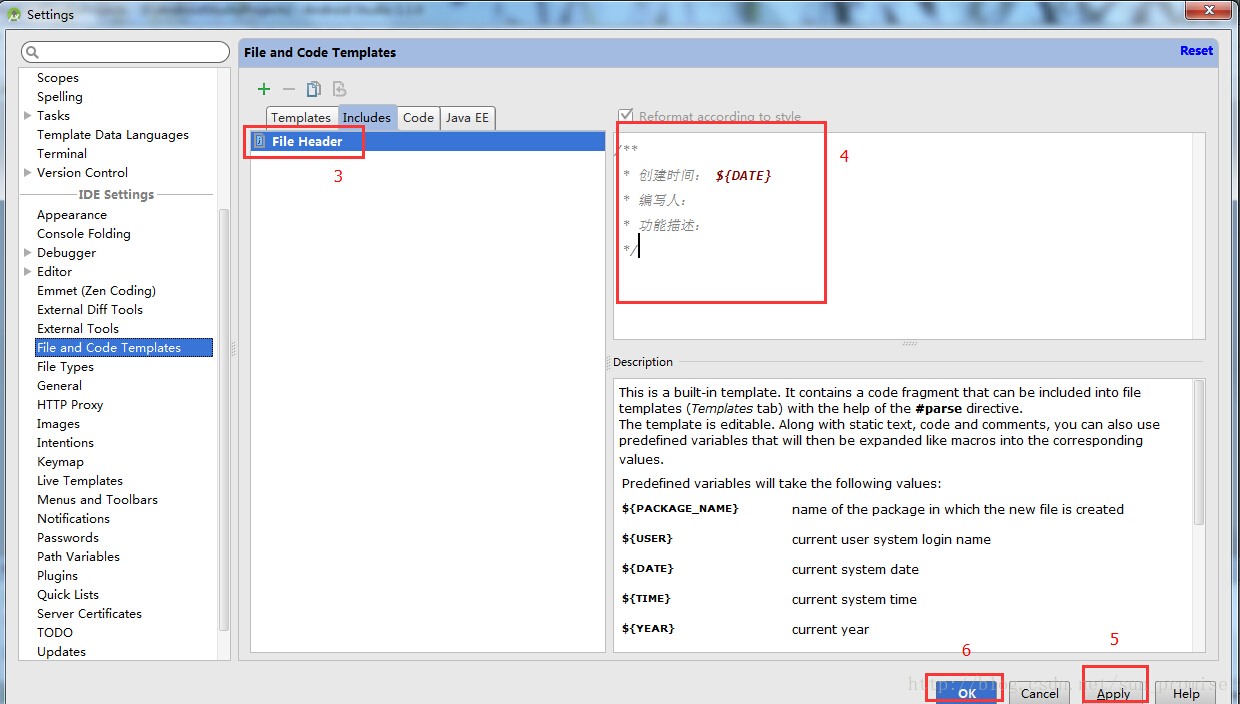 Settings
File and Code Templates
Reset
Scopes
Spelling
Tasks
Template Data Languages
Terminal
Version Control
IDE Settings
Appearance
Console Folding
Debugger
Editor
Emmet (Zen Coding)
External Diff Tools
External Tools
File and Code Templates
File Types
General
HTTP Proxy
Images
Intentions
Keymap
Live Templates
Menus and Toolbars
Notifications
Passwords
Path Variables
Plugins
Quick Lists
Server Certificates
TODO
Updates
Templates Includes Code Java EE
File Header
3
Reformat according to style
/**
* 创建时间: ${DATE}
* 编写人:
* 功能描述:
*/
4
Description
This is a built-in template. It contains a code fragment that can be included into file
templates (Templates tab) with the help of the #parse directive.
The template is editable. Along with static text, code and comments, you can also use
predefined variables that will then be expanded like macros into the corresponding
values.
Predefined variables will take the following values:
${PACKAGE_NAME} name of the package in which the new file is created
${USER} current user system login name
${DATE} current system date
${TIME} current system time
${YEAR} current year
6
5
OK Cancel Apply Help